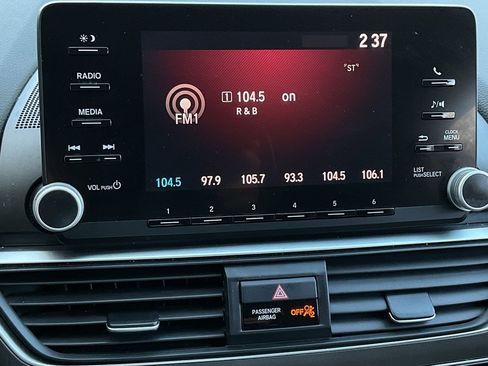 2 37
RADIO
"ST"
1 104.5 on
R & B
FM1
MEDIA
CLOCK
MENU
VOL PUSH
LIST
PUSH SELECT
104.5 97.9 105.7 93.3 104.5 106.1
1 2 3 4 5 6
PASSENGER
AIRBAG
OFF